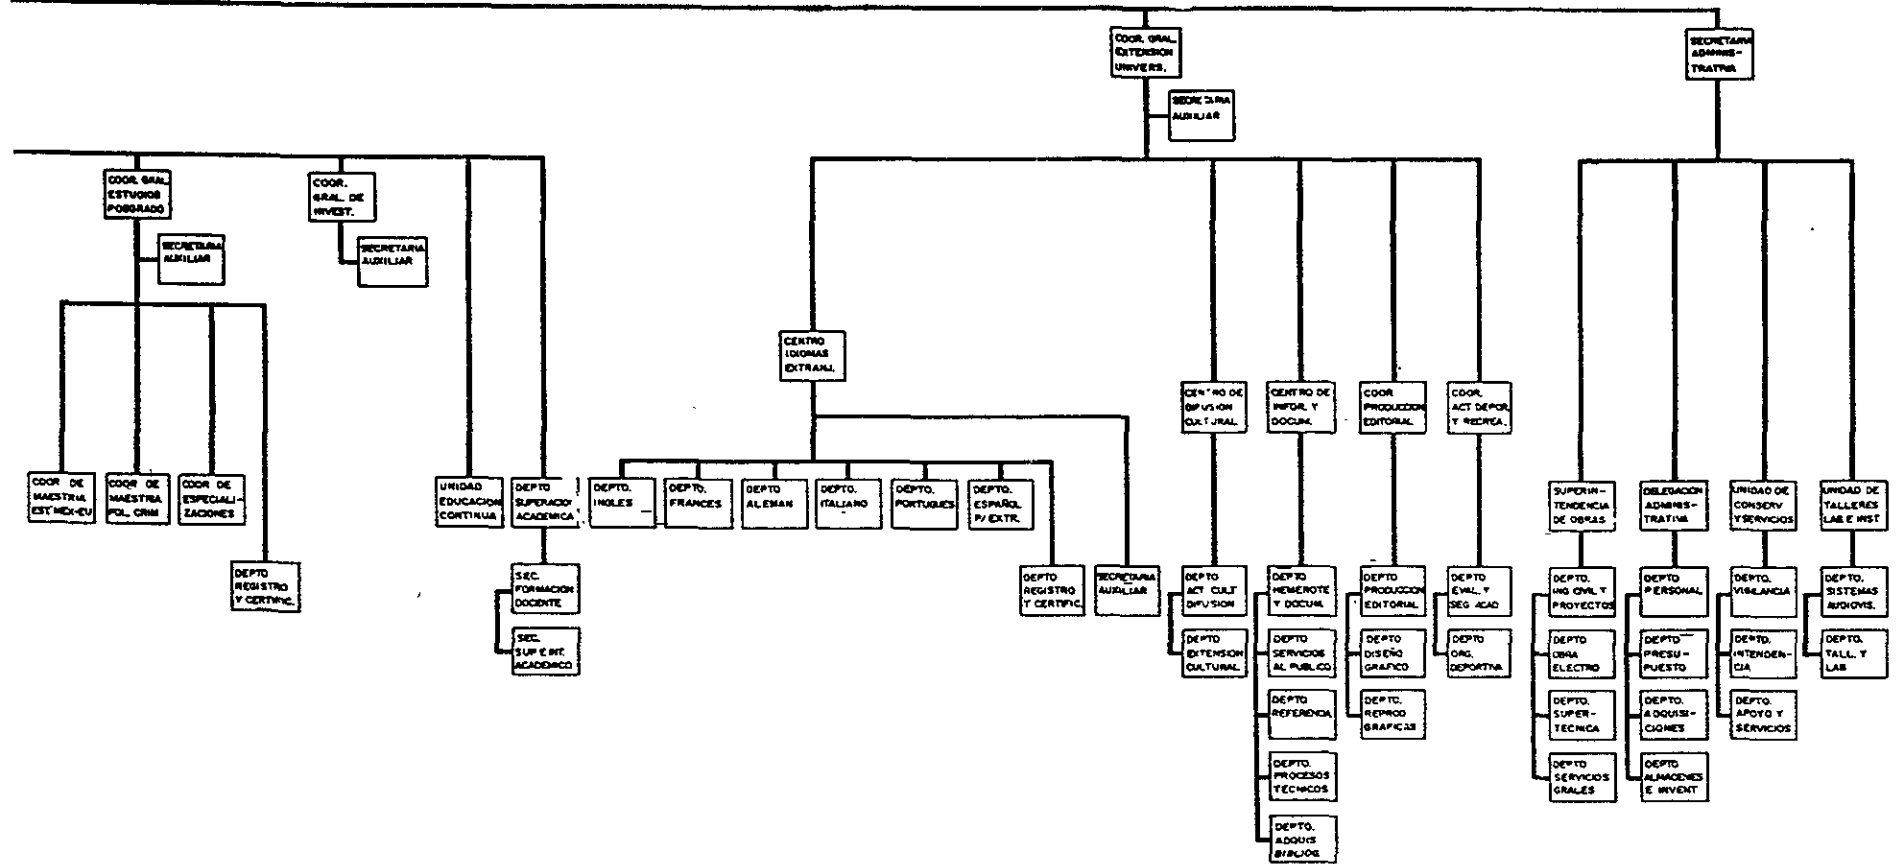 COOR. GRAL.
EXTENSION
UNIVERS.
SECRETARIA
ADMINIS-
TRATIVA
SECRETARIA
AUXILIAR
COOR. GRAL.
ESTUDIOS
POSGRADO
COOR.
GRAL. DE
INVEST.
SECRETARIA
AUXILIAR
SECRETARIA
AUXILIAR
CENTRO
IDIOMAS
EXTRANJ.
CENTRO DE
DIFUSION
CULTURAL
CENTRO DE
INFOR. Y
DOCUM.
COOR
PRODUCCION
EDITORIAL
COOR.
ACT DEPOR.
Y RECREA.
COOR DE
MAESTRIA
EST MEX-EU
COOR DE
MAESTRIA
POL. CRIM
COOR DE
ESPECIALI-
ZACIONES
UNIDAD
EDUCACION
CONTINUA
DEPTO
SUPERACION
ACADEMICA
DEPTO.
INGLES
DEPTO.
FRANCES
DEPTO
ALEMAN
DEPTO.
ITALIANO
DEPTO.
PORTUGUES
DEPTO.
ESPAÑOL
P/ EXTR.
SUPERIN-
TENDENCIA
DE OBRAS
DELEGACION
ADMINIS-
TRATIVA
UNIDAD DE
CONSERV
Y SERVICIOS
UNIDAD DE
TALLERES
LAB E INST
DEPTO
REGISTRO
Y CERTIFIC.
SEC.
FORMACION
DOCENTE
DEPTO
REGISTRO
Y CERTIFIC.
SECRETARIA
AUXILIAR
DEPTO
ACT CULT
DIFUSION
DEPTO
HEMEROTE
Y DOCUM.
DEPTO
PRODUCCION
EDITORIAL
DEPTO
EVAL. Y
SEG ACAD
DEPTO.
ING CIVIL Y
PROYECTOS
DEPTO
PERSONAL
DEPTO.
VIGILANCIA
DEPTO.
SISTEMAS
AUDIOVIS.
SEC.
SUP E INT.
ACADEMICO
DEPTO
EXTENSION
CULTURAL
DEPTO
SERVICIOS
AL PUBLICO
DEPTO
DISEÑO
GRAFICO
DEPTO
ORG.
DEPORTIVA
DEPTO
OBRA
ELECTRO
DEPTO
PRESU-
PUESTO
DEPTO.
INTENDEN-
CIA
DEPTO.
TALL. Y
LAB
DEPTO
REFERENCIA
DEPTO.
REPROD
GRAFICAS
DEPTO.
SUPER-
TECNICA
DEPTO.
ADQUISI-
CIONES
DEPTO.
APOYO Y
SERVICIOS
DEPTO.
PROCESOS
TECNICOS
DEPTO
SERVICIOS
GRALES
DEPTO
ALMACENES
E INVENT
DEPTO.
ADQUIS
BIBLIOG